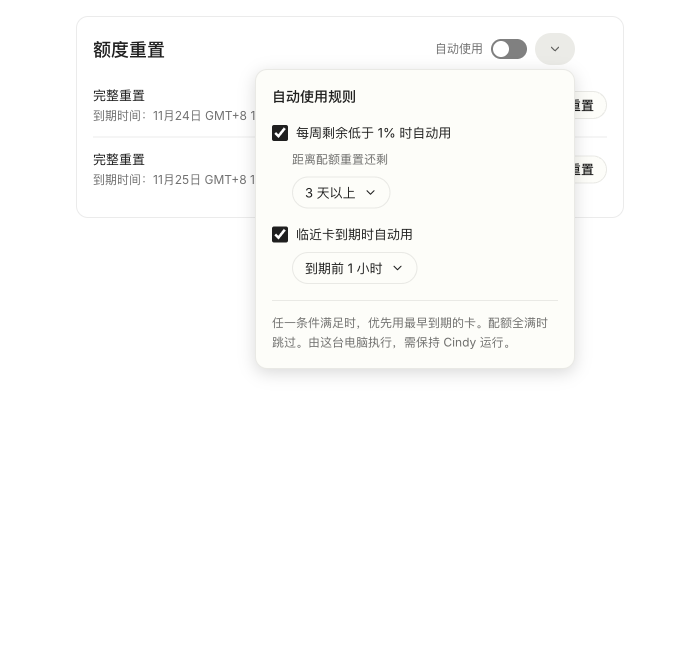 额度重置
自动使用
完整重置
到期时间：11月24日 GMT+8 1
重置
完整重置
到期时间：11月25日 GMT+8 1
重置
自动使用规则
每周剩余低于 1% 时自动用
距离配额重置还剩
3 天以上
临近卡到期时自动用
到期前 1 小时
任一条件满足时，优先用最早到期的卡。配额全满时
跳过。由这台电脑执行，需保持 Cindy 运行。